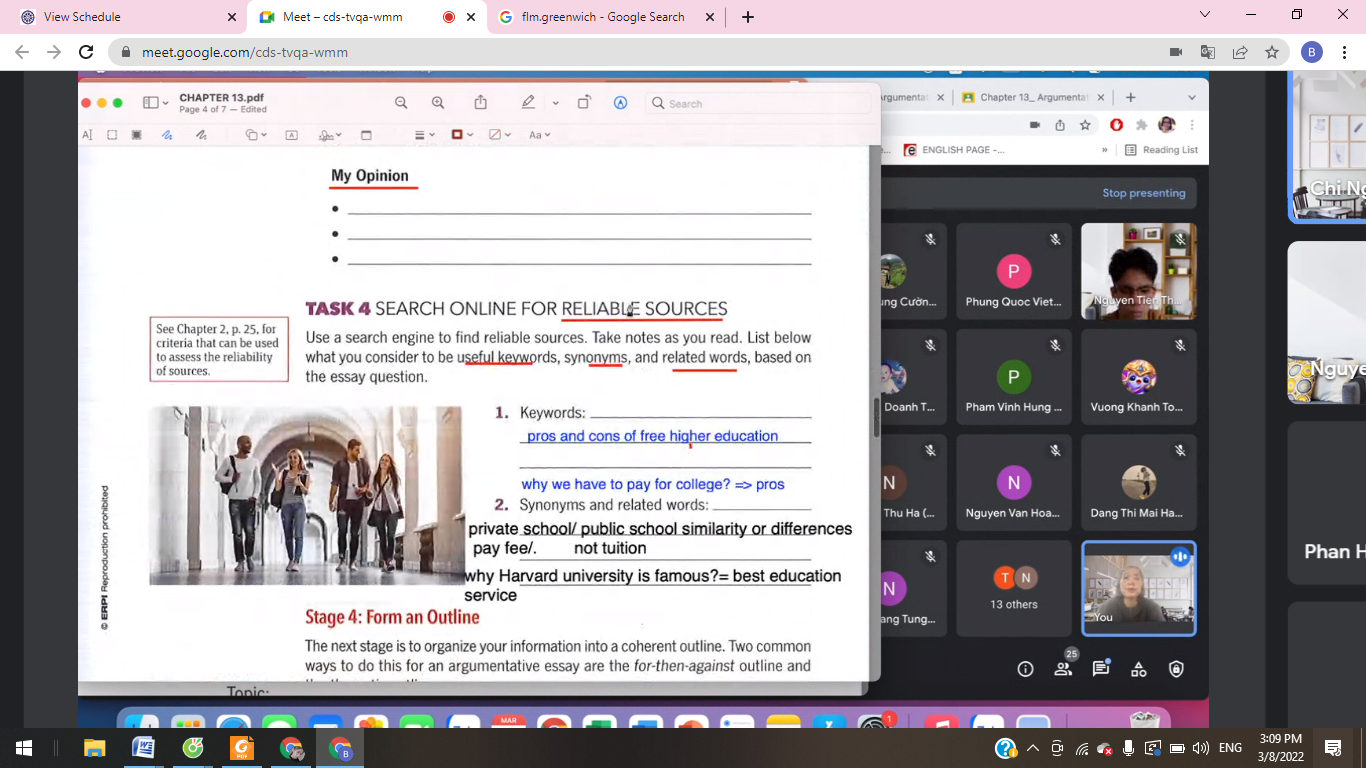 View Schedule
Meet – cds-tvqa-wmm
flm.greenwich - Google Search
meet.google.com/cds-tvqa-wmm
B
CHAPTER 13.pdf
Page 4 of 7 — Edited
Search
Chapter 13_ Argumentat
ENGLISH PAGE -...
Reading List
Stop presenting
My Opinion
TASK 4 SEARCH ONLINE FOR RELIABLE SOURCES
See Chapter 2, p. 25, for
criteria that can be used
to assess the reliability
of sources.
Use a search engine to find reliable sources. Take notes as you read. List below
what you consider to be useful keywords, synonyms, and related words, based on
the essay question.
1. Keywords:
pros and cons of free higher education
why we have to pay for college? => pros
2. Synonyms and related words:
private school/ public school similarity or differences
pay fee/. not tuition
why Harvard university is famous?= best education
service
© ERPI Reproduction prohibited
Stage 4: Form an Outline
The next stage is to organize your information into a coherent outline. Two common
ways to do this for an argumentative essay are the for-then-against outline and
Topic:
P
Phung Quoc Viet...
Nguyen Tien Th...
Doanh T...
P
Pham Vinh Hung ...
Vuong Khanh To...
N
Thu Ha (...
N
Nguyen Van Hoa...
Dang Thi Mai Ha...
N
ang Tung...
T N
13 others
You
25
Chi Ng
Nguye
Phan H
MAR
1
ENG
3:09 PM
3/8/2022